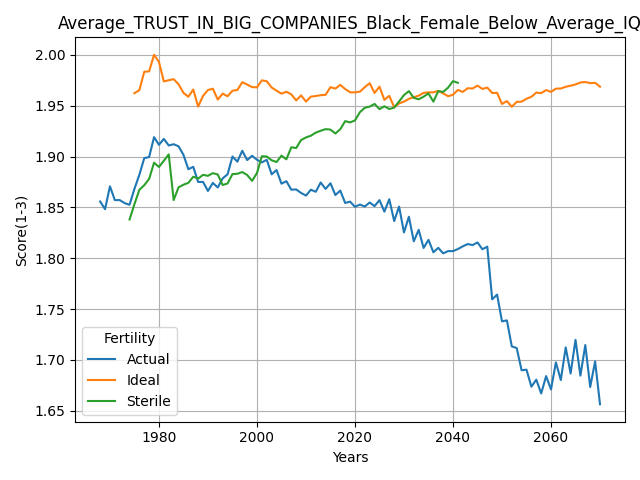 Average_TRUST_IN_BIG_COMPANIES_Black_Female_Below_Average_IQ
Score(1-3)
2.00
1.95
1.90
1.85
1.80
1.75
1.70
1.65
Fertility
Actual
Ideal
Sterile
1980
2000
2020
2040
2060
Years